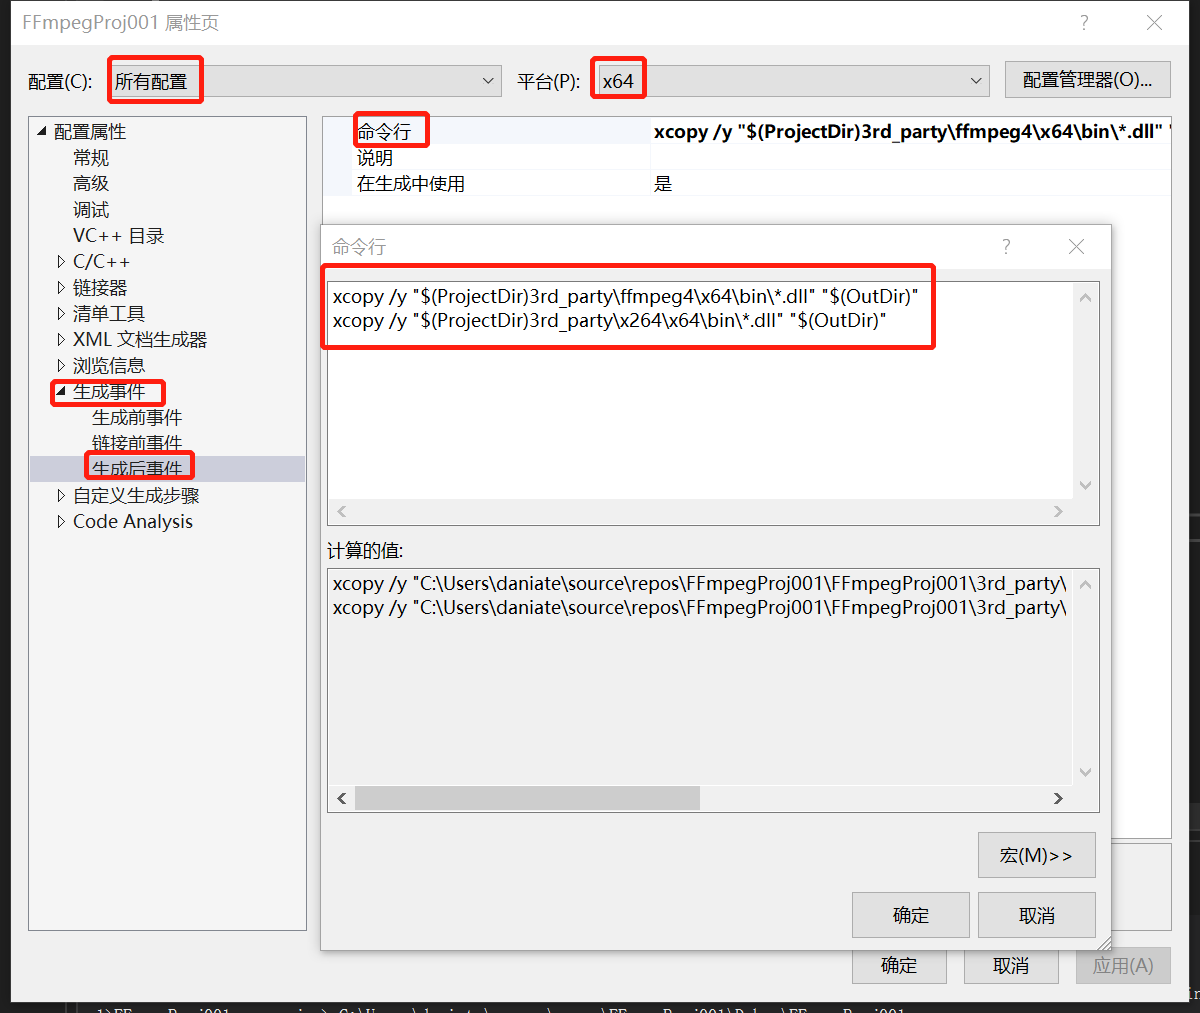 FFmpegProj001 属性页
配置(C): 所有配置 平台(P): x64 配置管理器(O)...
配置属性
常规
高级
调试
VC++ 目录
C/C++
链接器
清单工具
XML 文档生成器
浏览信息
生成事件
生成前事件
链接前事件
生成后事件
自定义生成步骤
Code Analysis
命令行 xcopy /y "$(ProjectDir)3rd_party\ffmpeg4\x64\bin\*.dll" "
说明
在生成中使用 是
命令行
xcopy /y "$(ProjectDir)3rd_party\ffmpeg4\x64\bin\*.dll" "$(OutDir)"
xcopy /y "$(ProjectDir)3rd_party\x264\x64\bin\*.dll" "$(OutDir)"
计算的值:
xcopy /y "C:\Users\daniate\source\repos\FFmpegProj001\FFmpegProj001\3rd_party\
xcopy /y "C:\Users\daniate\source\repos\FFmpegProj001\FFmpegProj001\3rd_party\
宏(M)>>
确定 取消
确定 取消 应用(A)